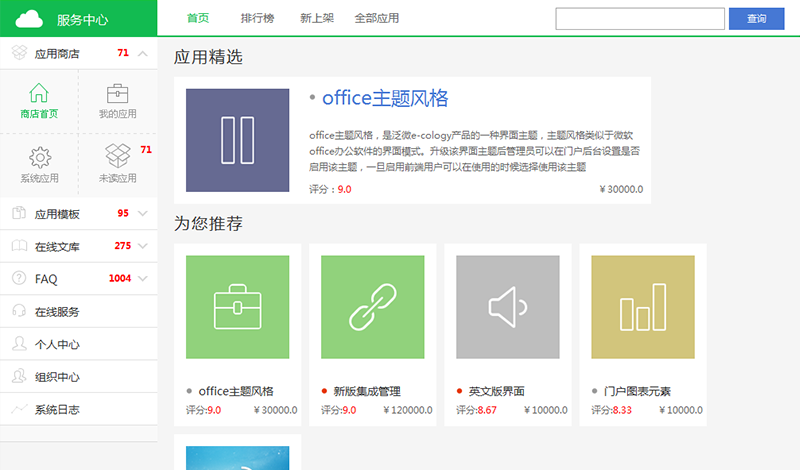 服务中心
首页
排行榜
新上架
全部应用
查询
应用商店 71
商店首页
我的应用
系统应用
未读应用 71
应用模板 95
在线文库 275
FAQ 1004
在线服务
个人中心
组织中心
系统日志
应用精选
office主题风格
office主题风格，是泛微e-cology产品的一种界面主题，主题风格类似于微软
office办公软件的界面模式。升级该界面主题后管理员可以在门户后台设置是否
启用该主题，一旦启用前端用户可以在使用的时候选择使用该主题
评分：9.0
¥ 30000.0
为您推荐
office主题风格
评分:9.0 ¥ 30000.0
新版集成管理
评分:9.0 ¥ 120000.0
英文版界面
评分:8.67 ¥ 10000.0
门户图表元素
评分:8.33 ¥ 10000.0